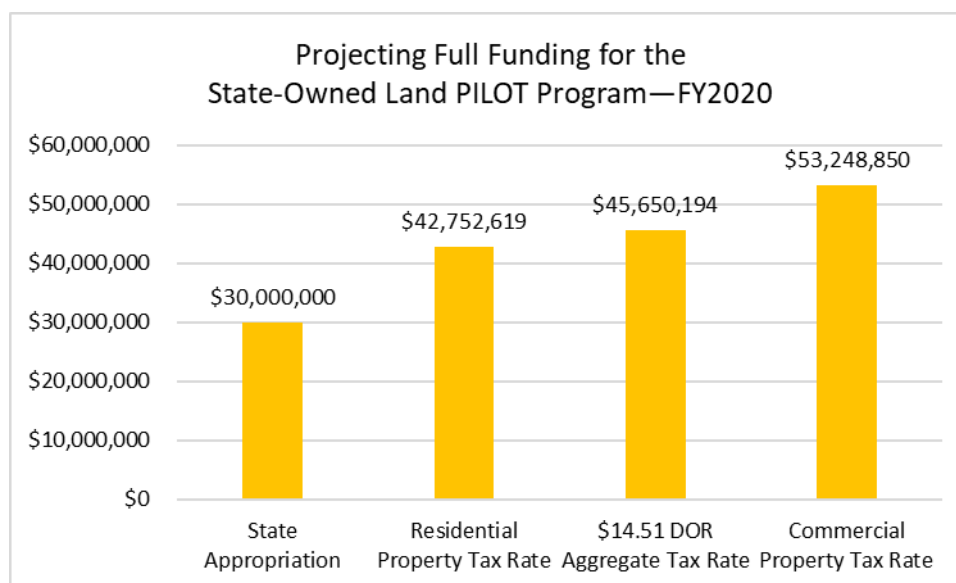 Projecting Full Funding for the
State-Owned Land PILOT Program—FY2020
$60,000,000
$50,000,000
$40,000,000
$30,000,000
$20,000,000
$10,000,000
$0
$30,000,000
$42,752,619
$45,650,194
$53,248,850
State
Appropriation
Residential
Property Tax Rate
$14.51 DOR
Aggregate Tax Rate
Commercial
Property Tax Rate